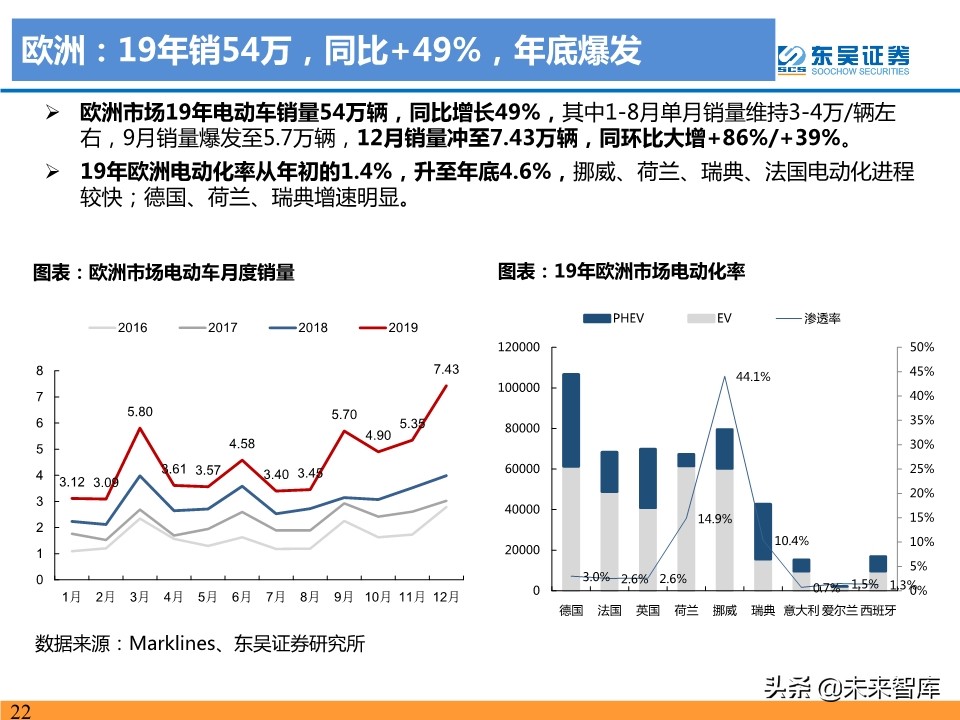 欧洲：19年销54万，同比+49%，年底爆发
SCS
东吴证券
SOOCHOW SECURITIES
欧洲市场19年电动车销量54万辆，同比增长49%，其中1-8月单月销量维持3-4万/辆左
右，9月销量爆发至5.7万辆，12月销量冲至7.43万辆，同环比大增+86%/+39%。
19年欧洲电动化率从年初的1.4%，升至年底4.6%，挪威、荷兰、瑞典、法国电动化进程
较快；德国、荷兰、瑞典增速明显。
图表：欧洲市场电动车月度销量
2016 2017 2018 2019
8
7
6
5
4
3
2
1
0
3.12 3.09 5.80 3.61 3.57 4.58 3.40 3.45 5.70 4.90 5.35 7.43
1月 2月 3月 4月 5月 6月 7月 8月 9月 10月 11月 12月
图表：19年欧洲市场电动化率
PHEV EV 渗透率
120000
100000
80000
60000
40000
20000
0
50%
45%
40%
35%
30%
25%
20%
15%
10%
5%
0%
3.0% 2.6% 2.6% 14.9% 44.1% 10.4% 0.7% 1.5% 1.3%
德国 法国 英国 荷兰 挪威 瑞典 意大利 爱尔兰 西班牙
数据来源：Marklines、东吴证券研究所
头条 @未来智库
22